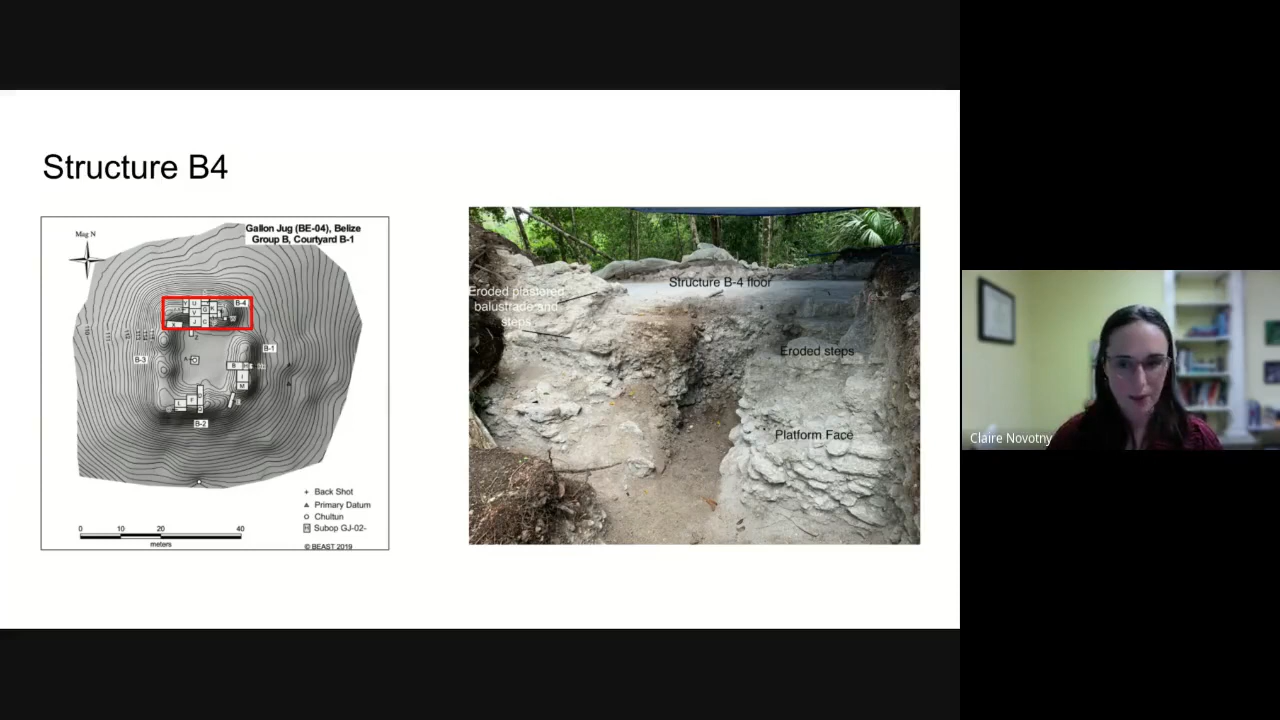 Structure B4
Gallon Jug (BE-04), Belize
Group B, Courtyard B-1
Mag N
B-4
B-1
B-3
B-2
+ Back Shot
▲ Primary Datum
○ Chultun
Subop GJ-02-
0 10 20 40
meters
© BEAST 2019
Structure B-4 floor
Eroded plastered
balustrade and
steps
Eroded steps
Platform Face
Claire Novotny